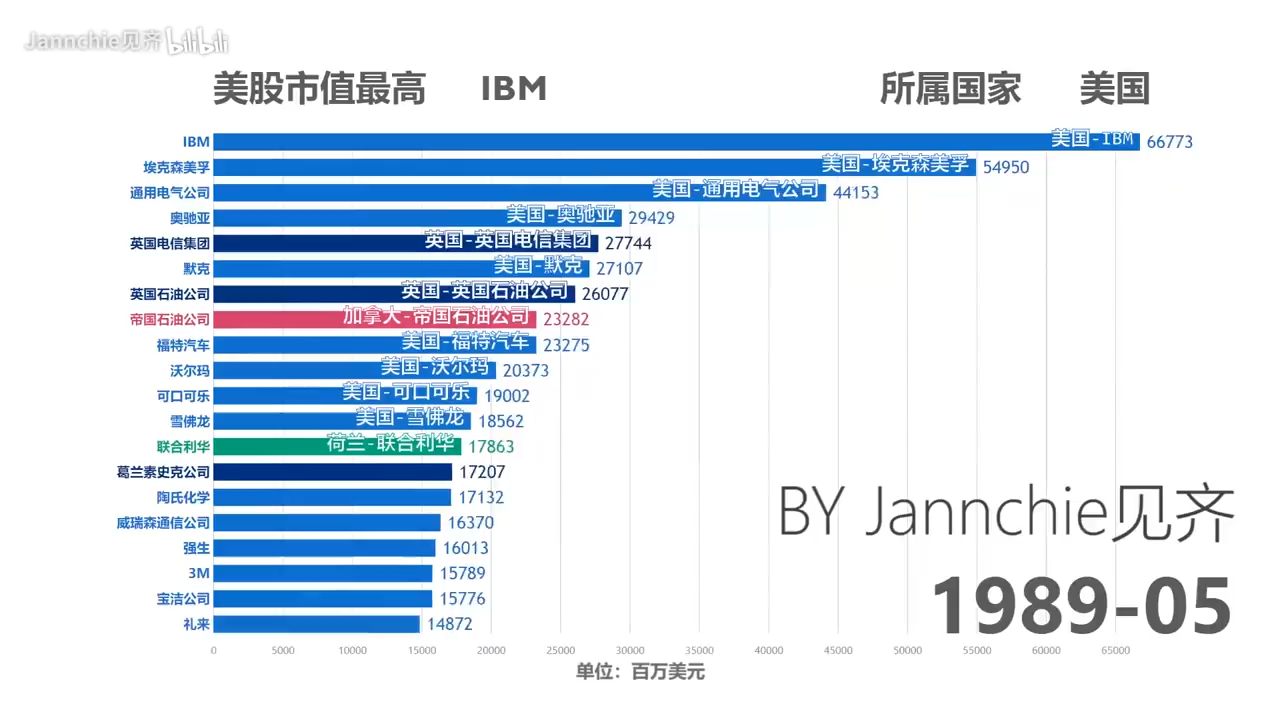 Jannchie见齐 bilibili
美股市值最高 IBM 所属国家 美国
IBM 美国-IBM 66773
埃克森美孚 美国-埃克森美孚 54950
通用电气公司 美国-通用电气公司 44153
奥驰亚 美国-奥驰亚 29429
英国电信集团 英国-英国电信集团 27744
默克 美国-默克 27107
英国石油公司 英国-英国石油公司 26077
帝国石油公司 加拿大-帝国石油公司 23282
福特汽车 美国-福特汽车 23275
沃尔玛 美国-沃尔玛 20373
可口可乐 美国-可口可乐 19002
雪佛龙 美国-雪佛龙 18562
联合利华 荷兰-联合利华 17863
葛兰素史克公司 17207
陶氏化学 17132
威瑞森通信公司 16370
强生 16013
3M 15789
宝洁公司 15776
礼来 14872
BY Jannchie见齐
1989-05
0 5000 10000 15000 20000 25000 30000 35000 40000 45000 50000 55000 60000 65000
单位：百万美元